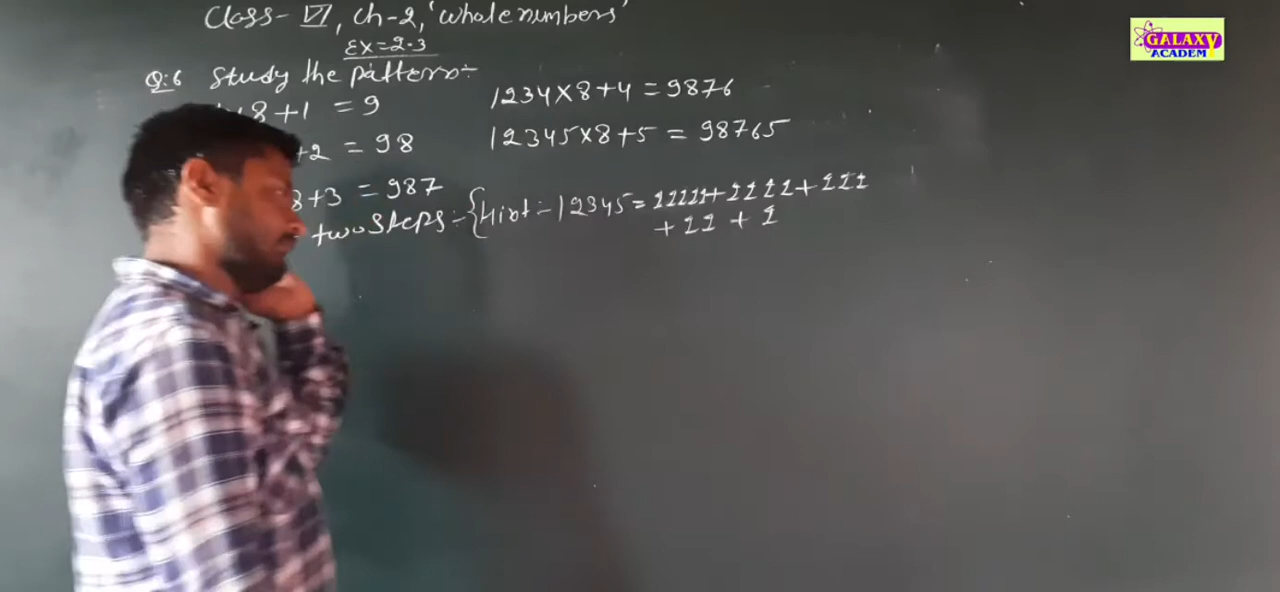 Class- VI, ch-2, 'whole numbers'
Ex=2.3
Q:6 Study the pattern:-
8+1 = 9
+2 = 98
8+3 = 987
1234×8+4 = 9876
12345×8+5 = 98765
two steps:- {Hint:- 12345 = 11111+1111+111
+11+1
GALAXY
ACADEM